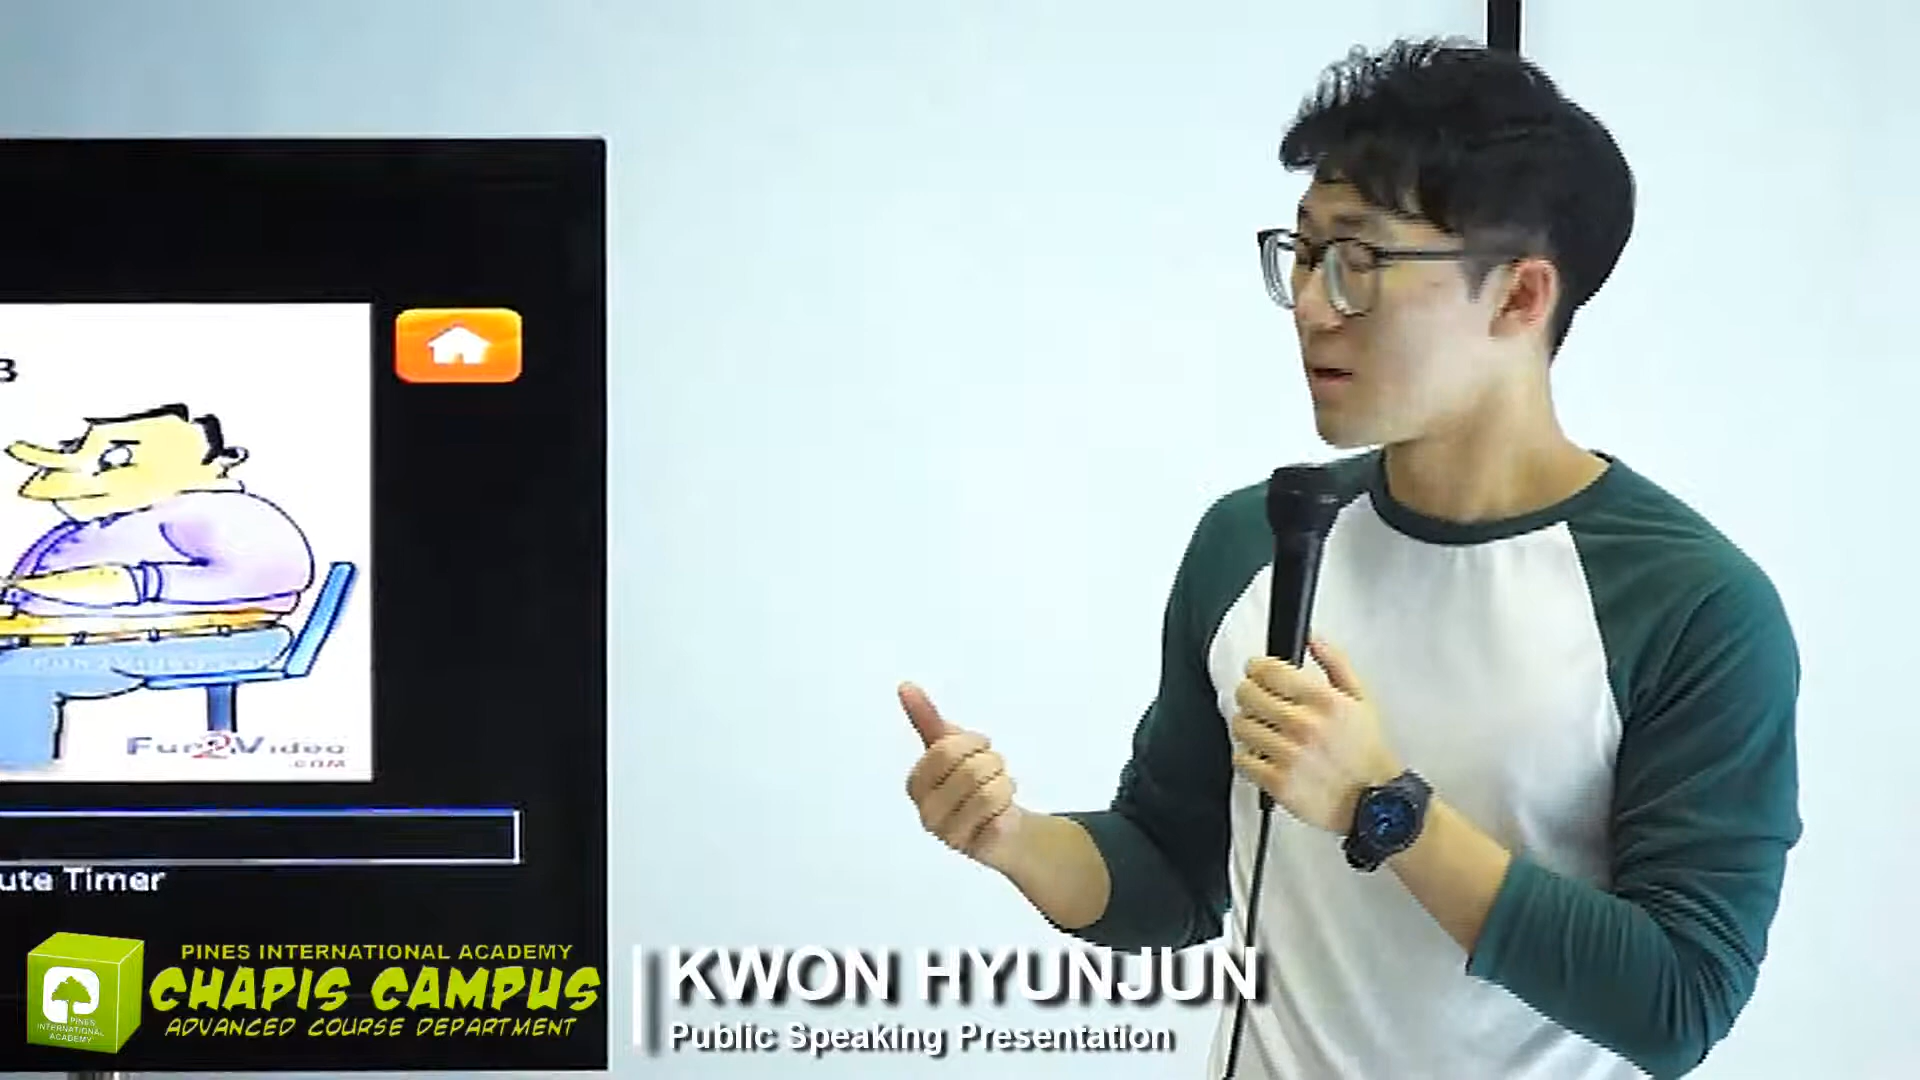 3
Fun2Video
.com
ute Timer
PINES INTERNATIONAL ACADEMY
CHAPIS CAMPUS
ADVANCED COURSE DEPARTMENT
PINES
INTERNATIONAL
ACADEMY
KWON HYUNJUN
Public Speaking Presentation